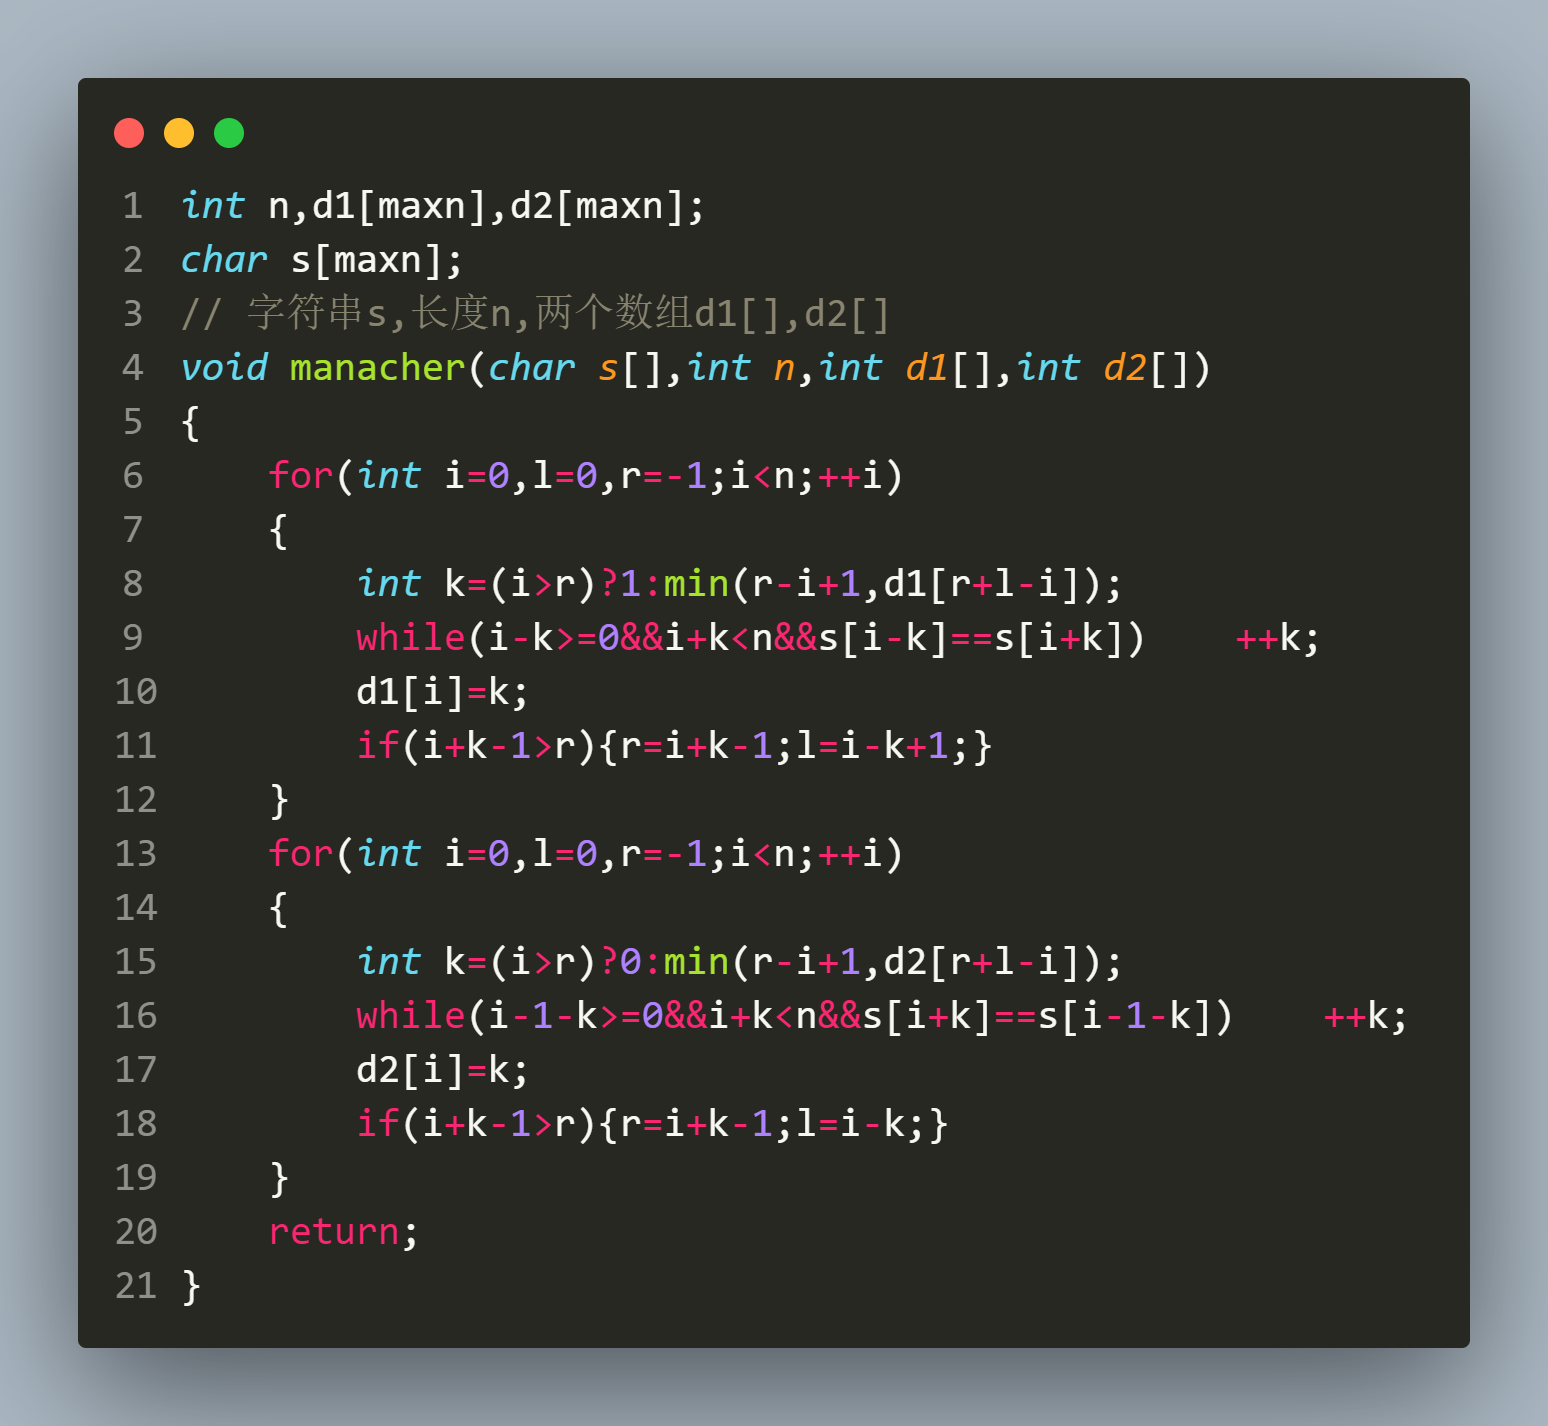 1 int n,d1[maxn],d2[maxn];
2 char s[maxn];
3 // 字符串s,长度n,两个数组d1[],d2[]
4 void manacher(char s[],int n,int d1[],int d2[])
5 {
6     for(int i=0,l=0,r=-1;i<n;++i)
7     {
8         int k=(i>r)?1:min(r-i+1,d1[r+l-i]);
9         while(i-k>=0&&i+k<n&&s[i-k]==s[i+k])    ++k;
10         d1[i]=k;
11         if(i+k-1>r){r=i+k-1;l=i-k+1;}
12     }
13     for(int i=0,l=0,r=-1;i<n;++i)
14     {
15         int k=(i>r)?0:min(r-i+1,d2[r+l-i]);
16         while(i-1-k>=0&&i+k<n&&s[i+k]==s[i-1-k])    ++k;
17         d2[i]=k;
18         if(i+k-1>r){r=i+k-1;l=i-k;}
19     }
20     return;
21 }